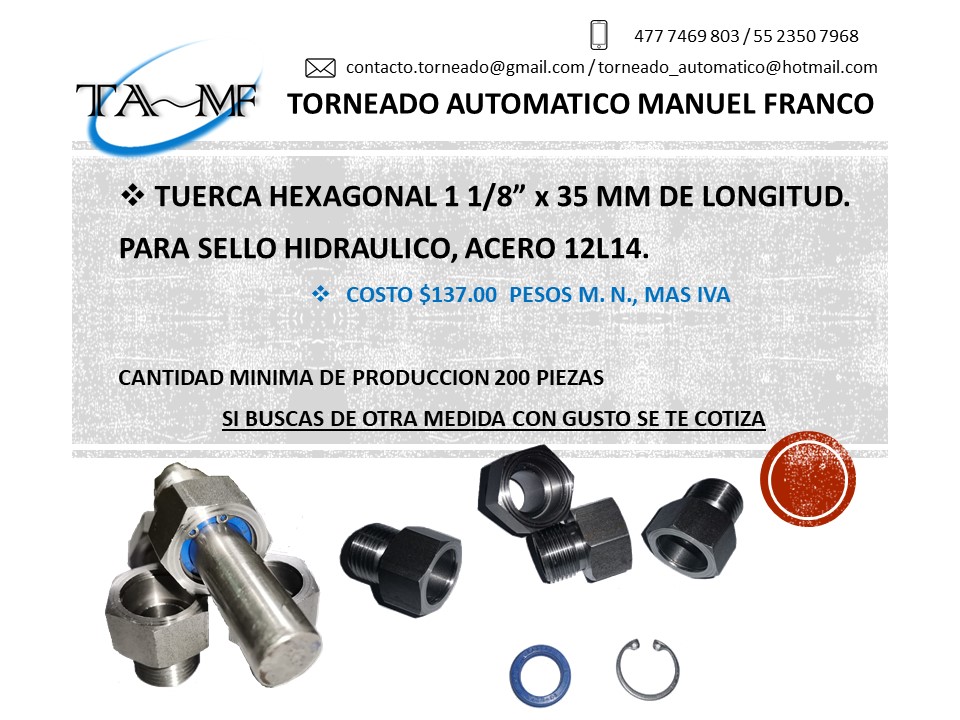 477 7469 803 / 55 2350 7968
contacto.torneado@gmail.com / torneado_automatico@hotmail.com
TA~MF
TORNEADO AUTOMATICO MANUEL FRANCO
❖ TUERCA HEXAGONAL 1 1/8” x 35 MM DE LONGITUD.
PARA SELLO HIDRAULICO, ACERO 12L14.
❖ COSTO $137.00 PESOS M. N., MAS IVA
CANTIDAD MINIMA DE PRODUCCION 200 PIEZAS
SI BUSCAS DE OTRA MEDIDA CON GUSTO SE TE COTIZA